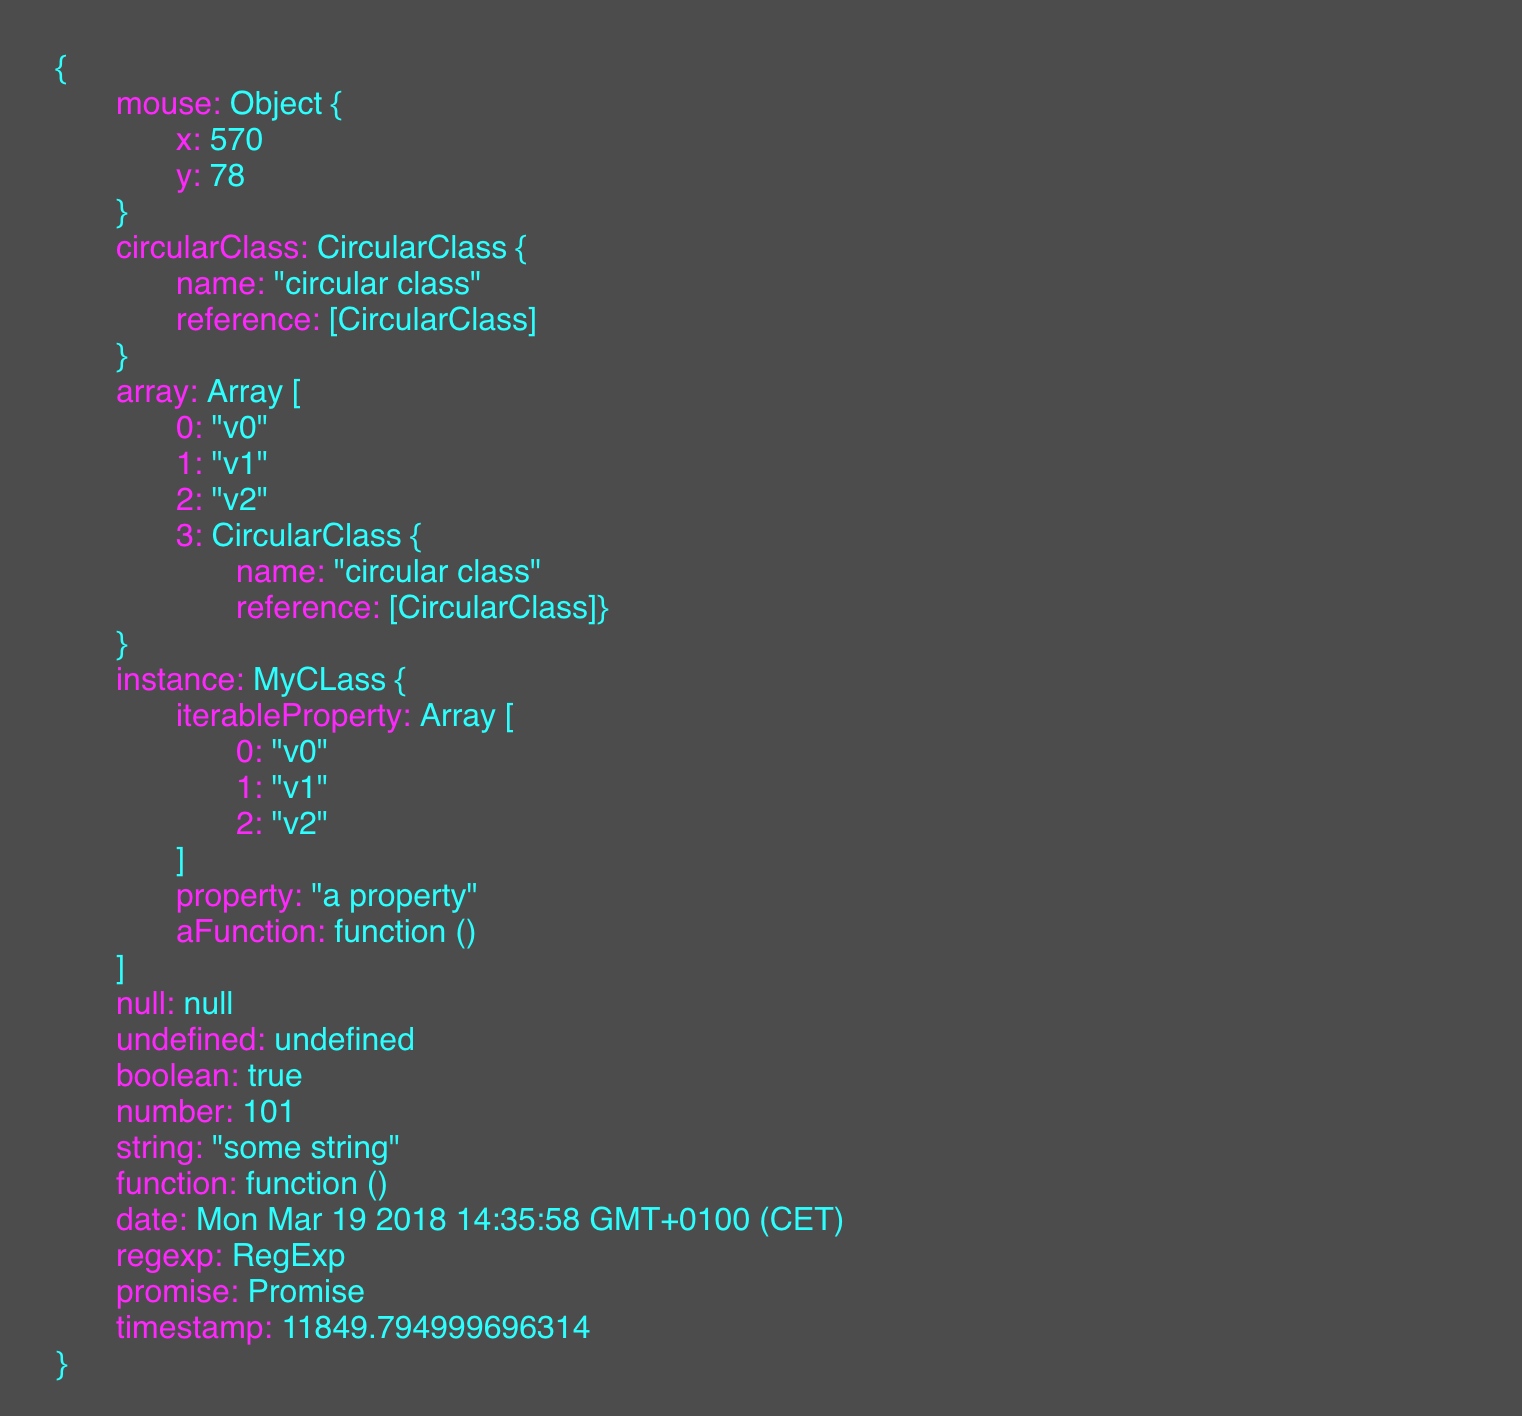 {
mouse: Object {
x: 570
y: 78
}
circularClass: CircularClass {
name: "circular class"
reference: [CircularClass]
}
array: Array [
0: "v0"
1: "v1"
2: "v2"
3: CircularClass {
name: "circular class"
reference: [CircularClass]}
}
instance: MyCLass {
iterableProperty: Array [
0: "v0"
1: "v1"
2: "v2"
]
property: "a property"
aFunction: function ()
]
null: null
undefined: undefined
boolean: true
number: 101
string: "some string"
function: function ()
date: Mon Mar 19 2018 14:35:58 GMT+0100 (CET)
regexp: RegExp
promise: Promise
timestamp: 11849.794999696314
}